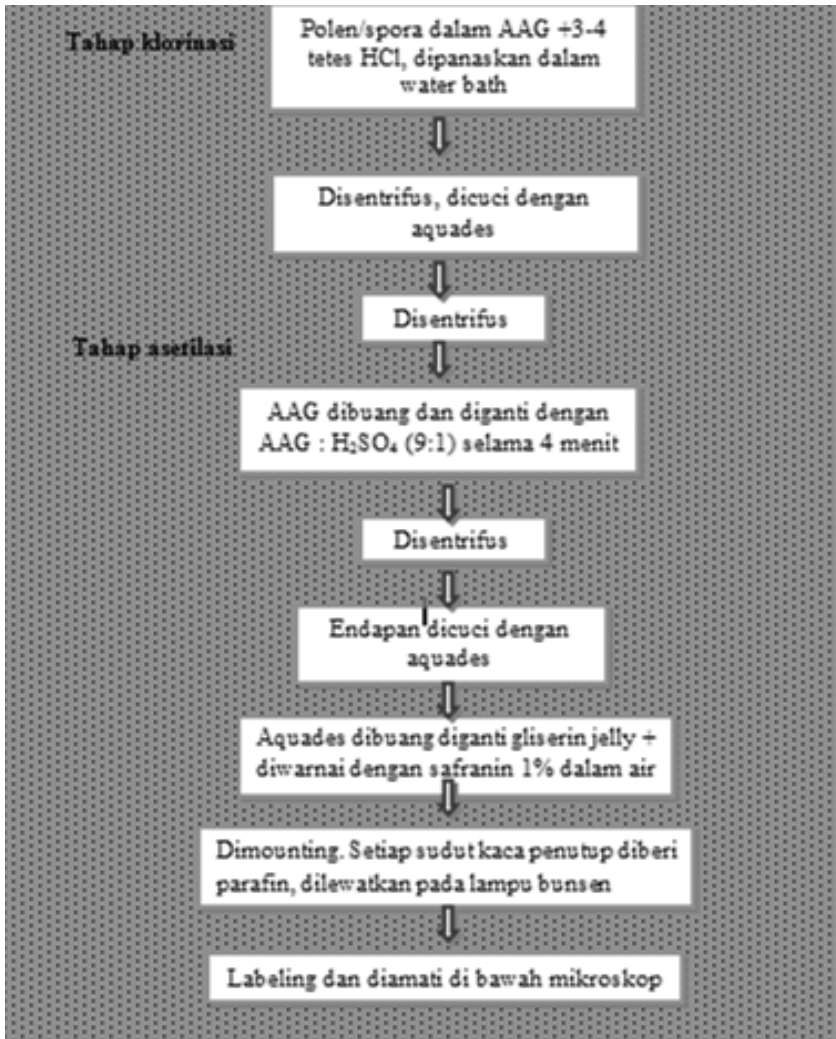 Tahap klorinasi
Polen/spora dalam AAG +3-4
tetes HCl, dipanaskan dalam
water bath
Disentrifus, dicuci dengan
aquades
Disentrifus
Tahap asetilasi
AAG dibuang dan diganti dengan
AAG : H₂SO₄ (9:1) selama 4 menit
Disentrifus
Endapan dicuci dengan
aquades
Aquades dibuang diganti gliserin jelly +
diwarnai dengan safranin 1% dalam air
Dimounting. Setiap sudut kaca penutup diberi
parafin, dilewatkan pada lampu bunsen
Labeling dan diamati di bawah mikroskop